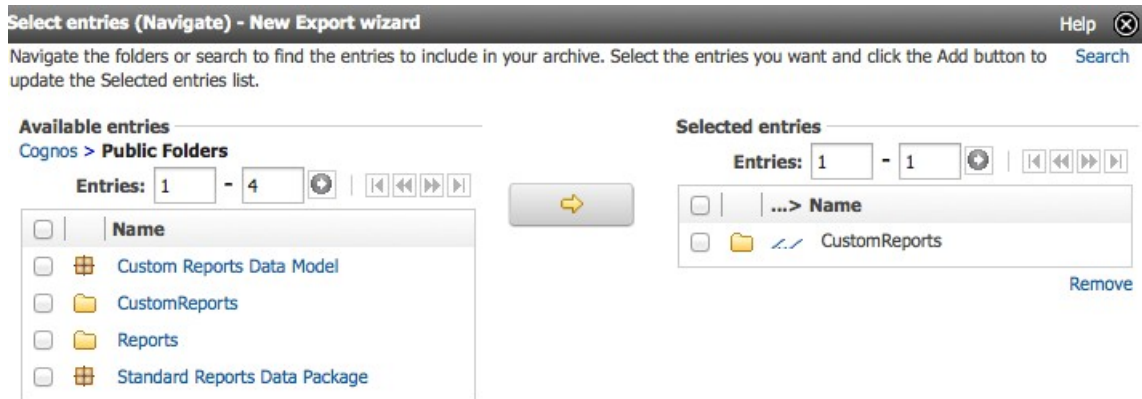 Select entries (Navigate) - New Export wizard
Help
Navigate the folders or search to find the entries to include in your archive. Select the entries you want and click the Add button to
update the Selected entries list.
Search
Available entries
Cognos > Public Folders
Entries: 1 - 4
Name
Custom Reports Data Model
CustomReports
Reports
Standard Reports Data Package
Selected entries
Entries: 1 - 1
...> Name
CustomReports
Remove